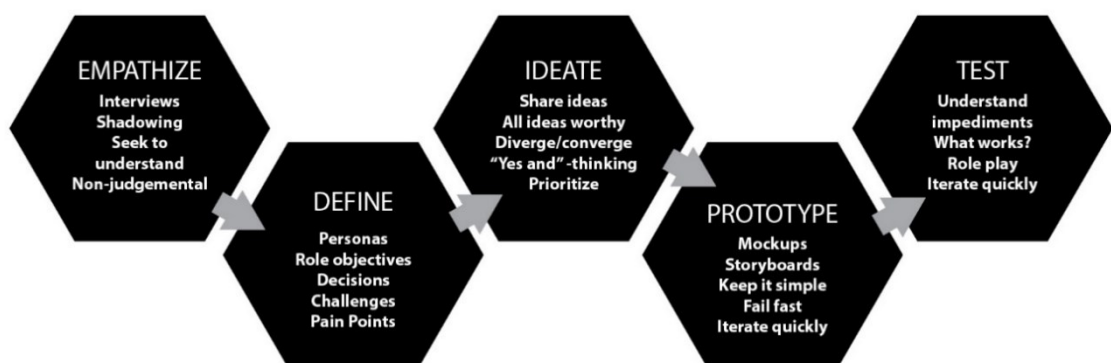 EMPATHIZE
Interviews
Shadowing
Seek to
understand
Non-judgemental
DEFINE
Personas
Role objectives
Decisions
Challenges
Pain Points
IDEATE
Share ideas
All ideas worthy
Diverge/converge
“Yes and” -thinking
Prioritize
PROTOTYPE
Mockups
Storyboards
Keep it simple
Fail fast
Iterate quickly
TEST
Understand
impediments
What works?
Role play
Iterate quickly